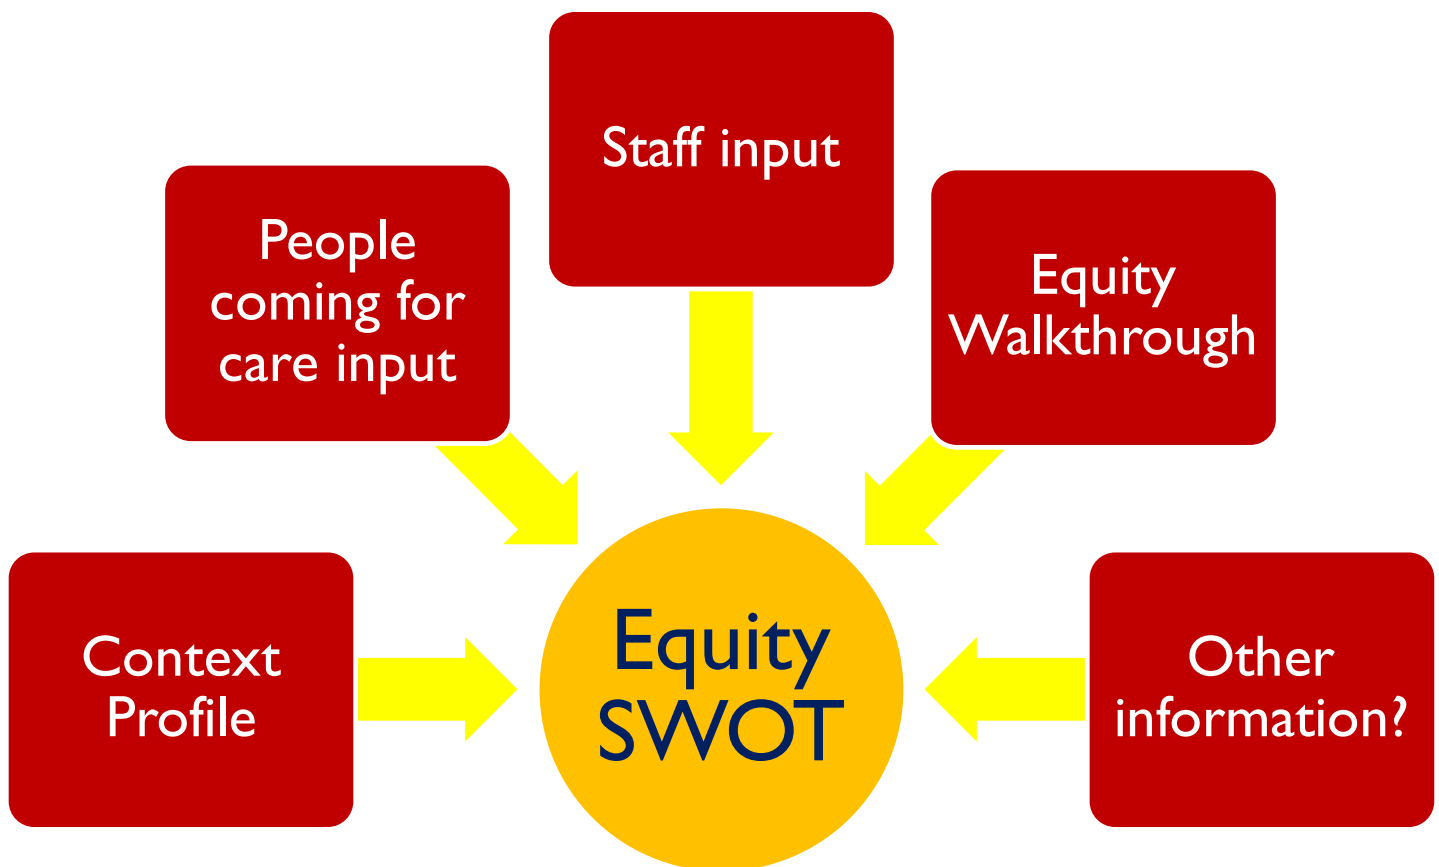 Staff input
People
coming for
care input
Equity
Walkthrough
Context
Profile
Equity
SWOT
Other
information?